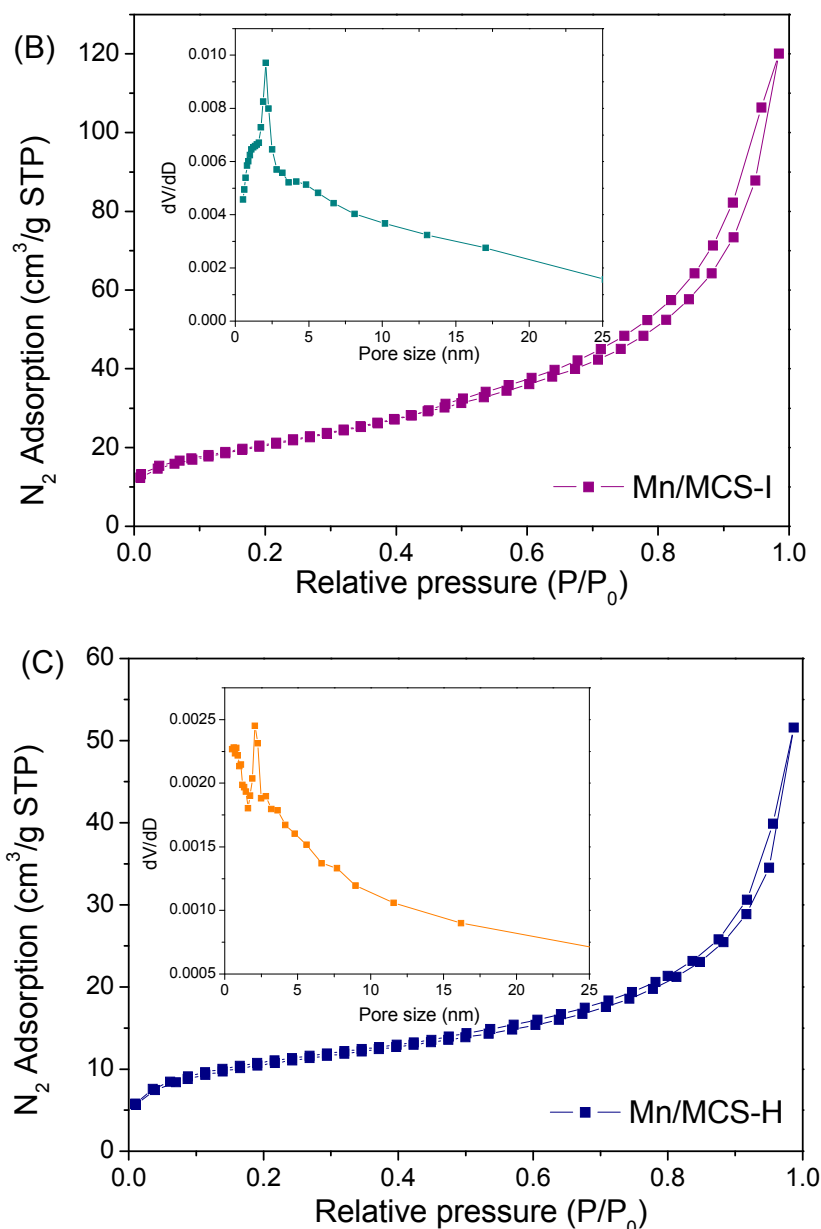 (B)
N₂ Adsorption (cm³/g STP)
120
100
80
60
40
20
0
0.0 0.2 0.4 0.6 0.8 1.0
Relative pressure (P/P₀)
Mn/MCS-I
dV/dD
0.010
0.008
0.006
0.004
0.002
0.000
0 5 10 15 20 25
Pore size (nm)
(C)
N₂ Adsorption (cm³/g STP)
60
50
40
30
20
10
0
0.0 0.2 0.4 0.6 0.8 1.0
Relative pressure (P/P₀)
Mn/MCS-H
dV/dD
0.0025
0.0020
0.0015
0.0010
0.0005
0 5 10 15 20 25
Pore size (nm)